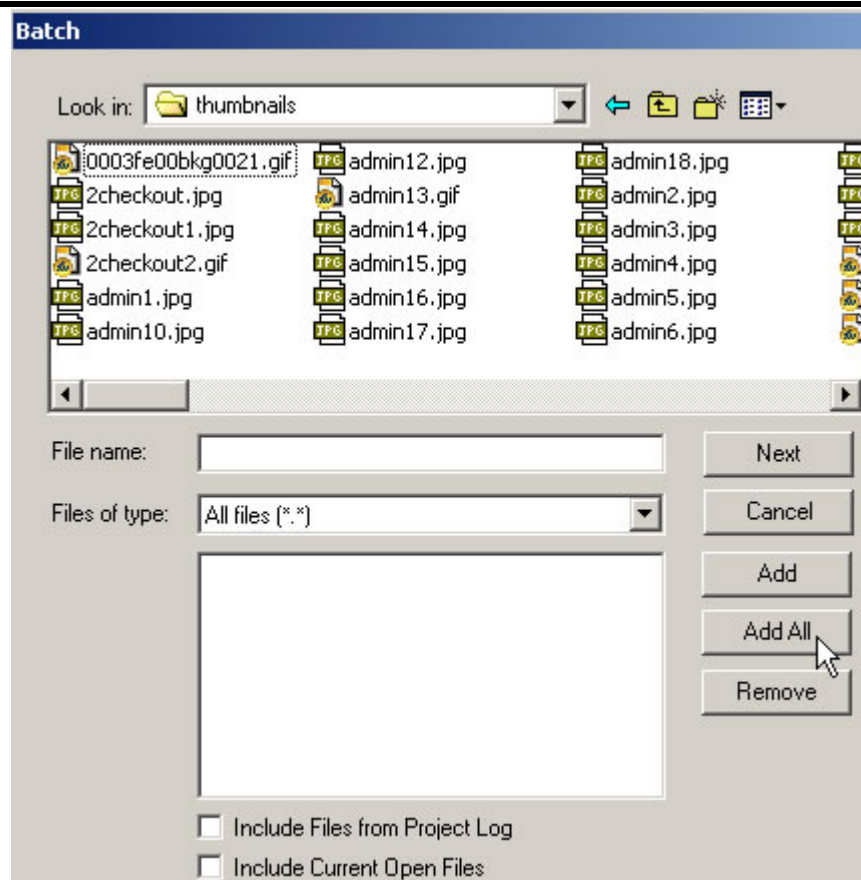 Batch
Look in: thumbnails
0003fe00bkg0021.gif admin12.jpg admin18.jpg JPG
2checkout.jpg admin13.gif admin2.jpg
2checkout1.jpg admin14.jpg admin3.jpg
2checkout2.gif admin15.jpg admin4.jpg
admin1.jpg admin16.jpg admin5.jpg
admin10.jpg admin17.jpg admin6.jpg
File name: Next
Files of type: All files (*.*) Cancel
Add
Add All
Remove
Include Files from Project Log
Include Current Open Files